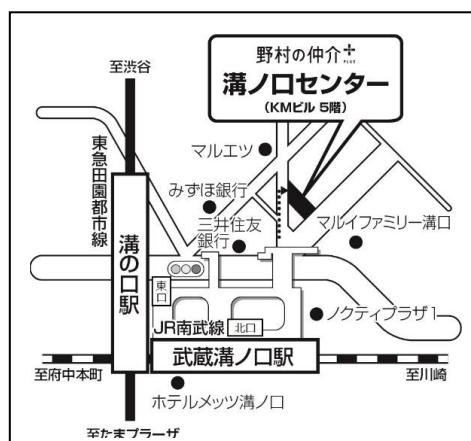 野村の仲介+
PLUS
溝ノ口センター
(KMビル 5階)
至渋谷
東急田園都市線
マルエツ
みずほ銀行
三井住友
銀行
マルイファミリー溝口
溝の口駅
東口
JR南武線
北口
ノクティプラザ1
武蔵溝ノ口駅
至府中本町
至川崎
ホテルメッツ溝ノ口
至たまプラーザ